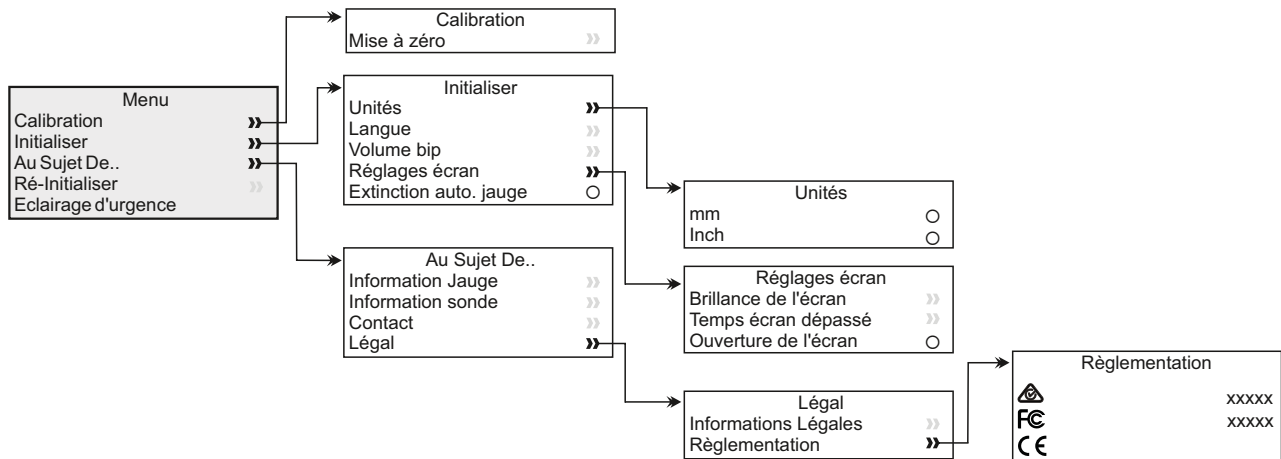 Menu
Calibration
Initialiser
Au Sujet De..
Ré-Initialiser
Eclairage d'urgence
Calibration
Mise à zéro
Initialiser
Unités
Langue
Volume bip
Réglages écran
Extinction auto. jauge
Au Sujet De..
Information Jauge
Information sonde
Contact
Légal
Unités
mm
Inch
Réglages écran
Brillance de l'écran
Temps écran dépassé
Ouverture de l'écran
Légal
Informations Légales
Règlementation
Règlementation
xxxxx
FC xxxxx
CE